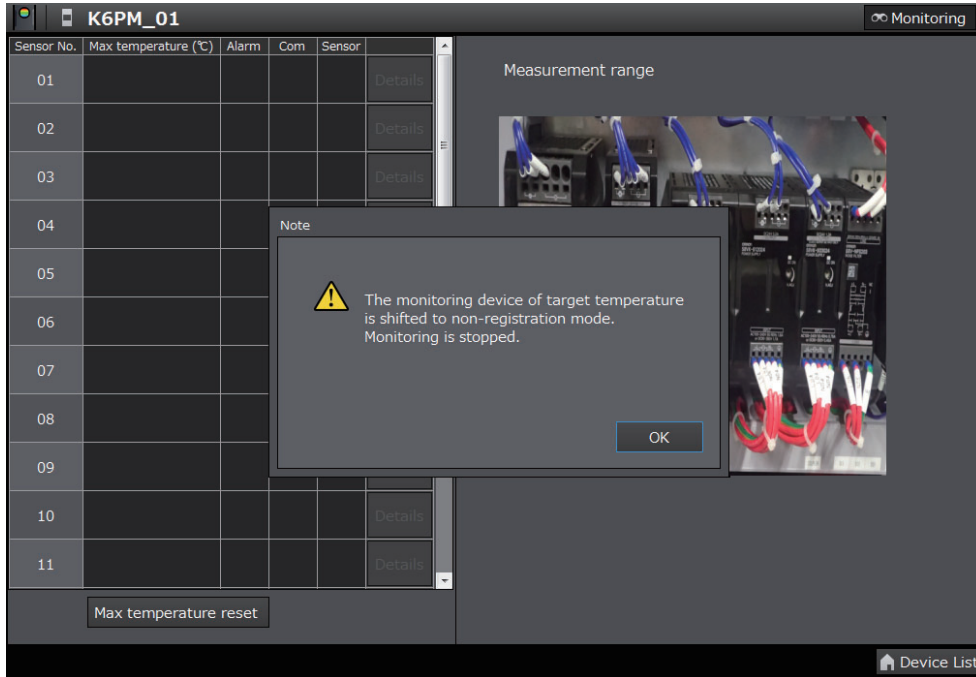 K6PM_01
Monitoring
Sensor No. Max temperature (℃) Alarm Com Sensor
01 Details
02 Details
03 Details
04
05
06
07
08
09
10 Details
11 Details
Max temperature reset
Measurement range
Note
The monitoring device of target temperature
is shifted to non-registration mode.
Monitoring is stopped.
OK
Device List